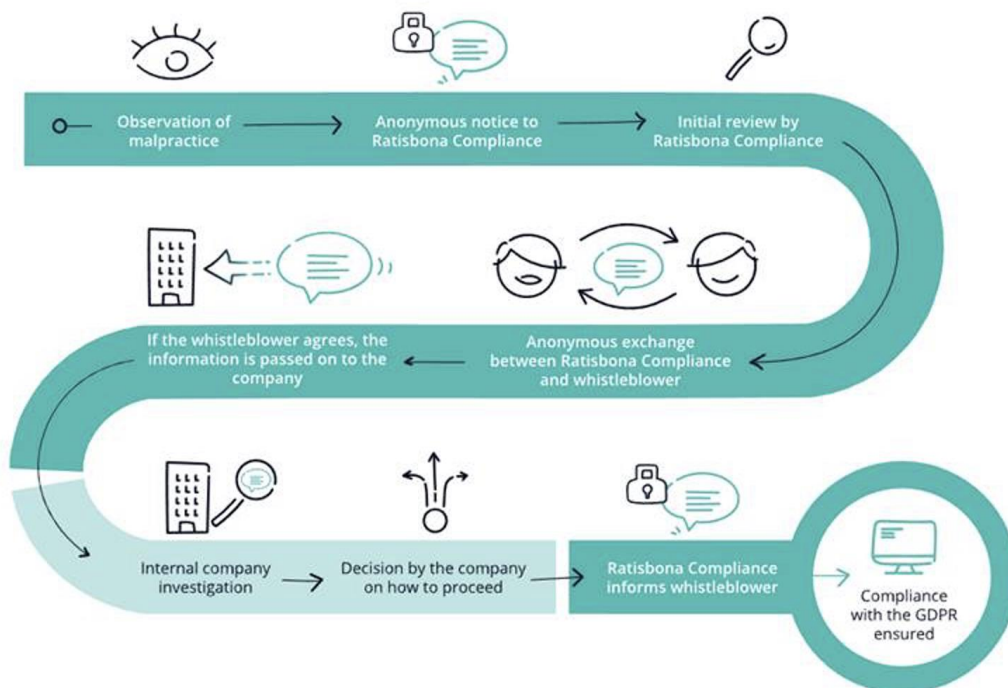 Observation of
malpractice
Anonymous notice to
Ratisbona Compliance
Initial review by
Ratisbona Compliance
Anonymous exchange
between Ratisbona Compliance
and whistleblower
If the whistleblower agrees, the
information is passed on to the
company
Internal company
investigation
Decision by the company
on how to proceed
Ratisbona Compliance
informs whistleblower
Compliance
with the GDPR
ensured